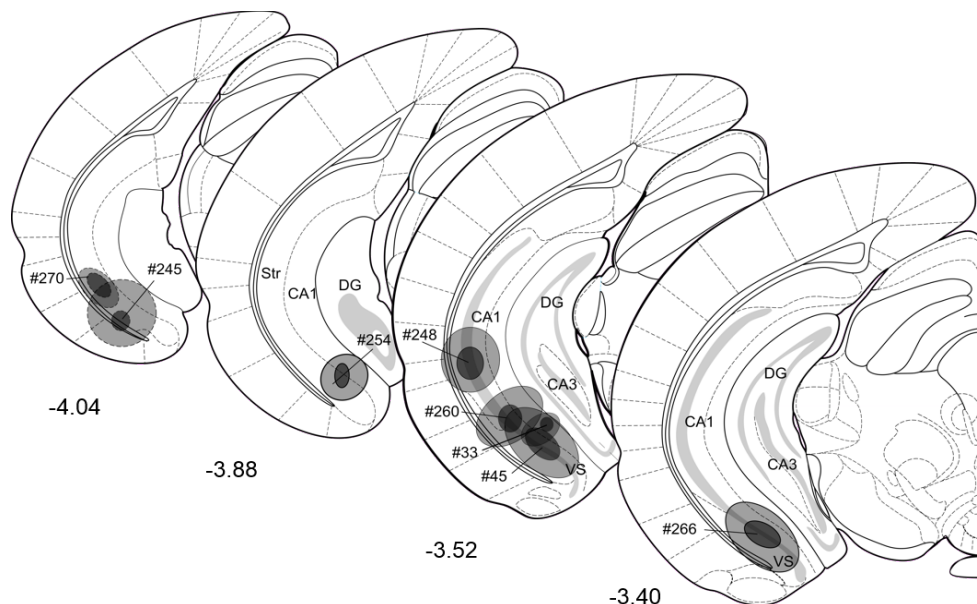 #270
#245
-4.04
Str
CA1
DG
#254
-3.88
CA1
DG
#248
CA3
#260
#33
#45
VS
-3.52
DG
CA1
CA3
#266
VS
-3.40